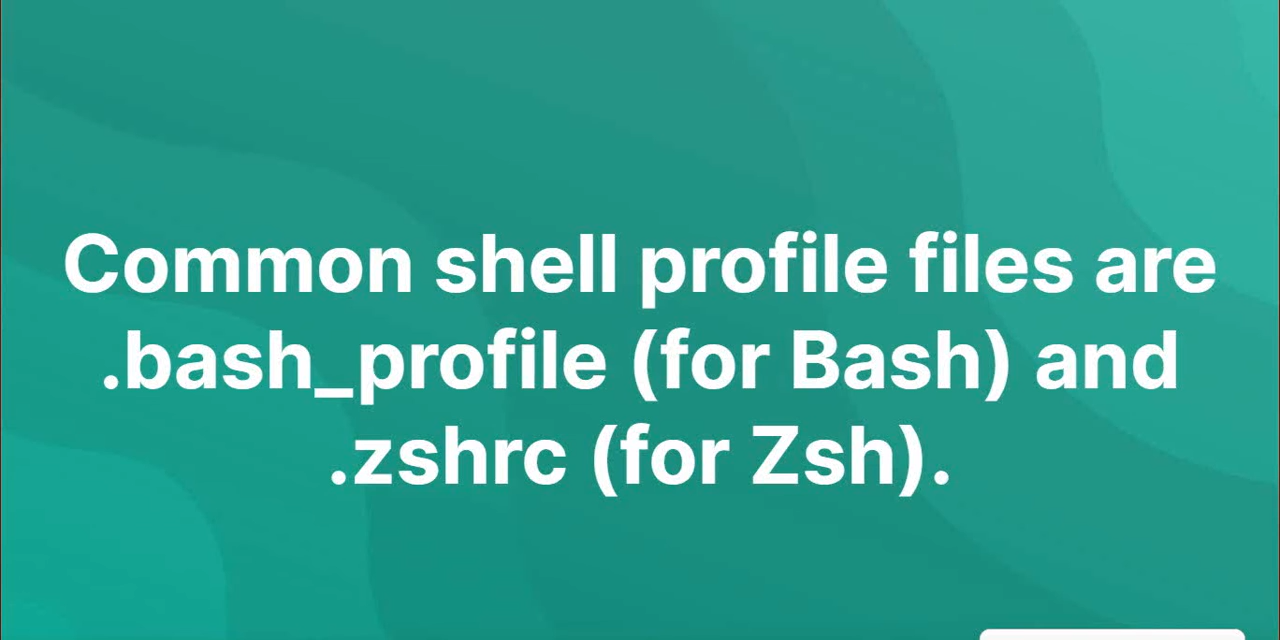 Common shell profile files are
.bash_profile (for Bash) and
.zshrc (for Zsh).